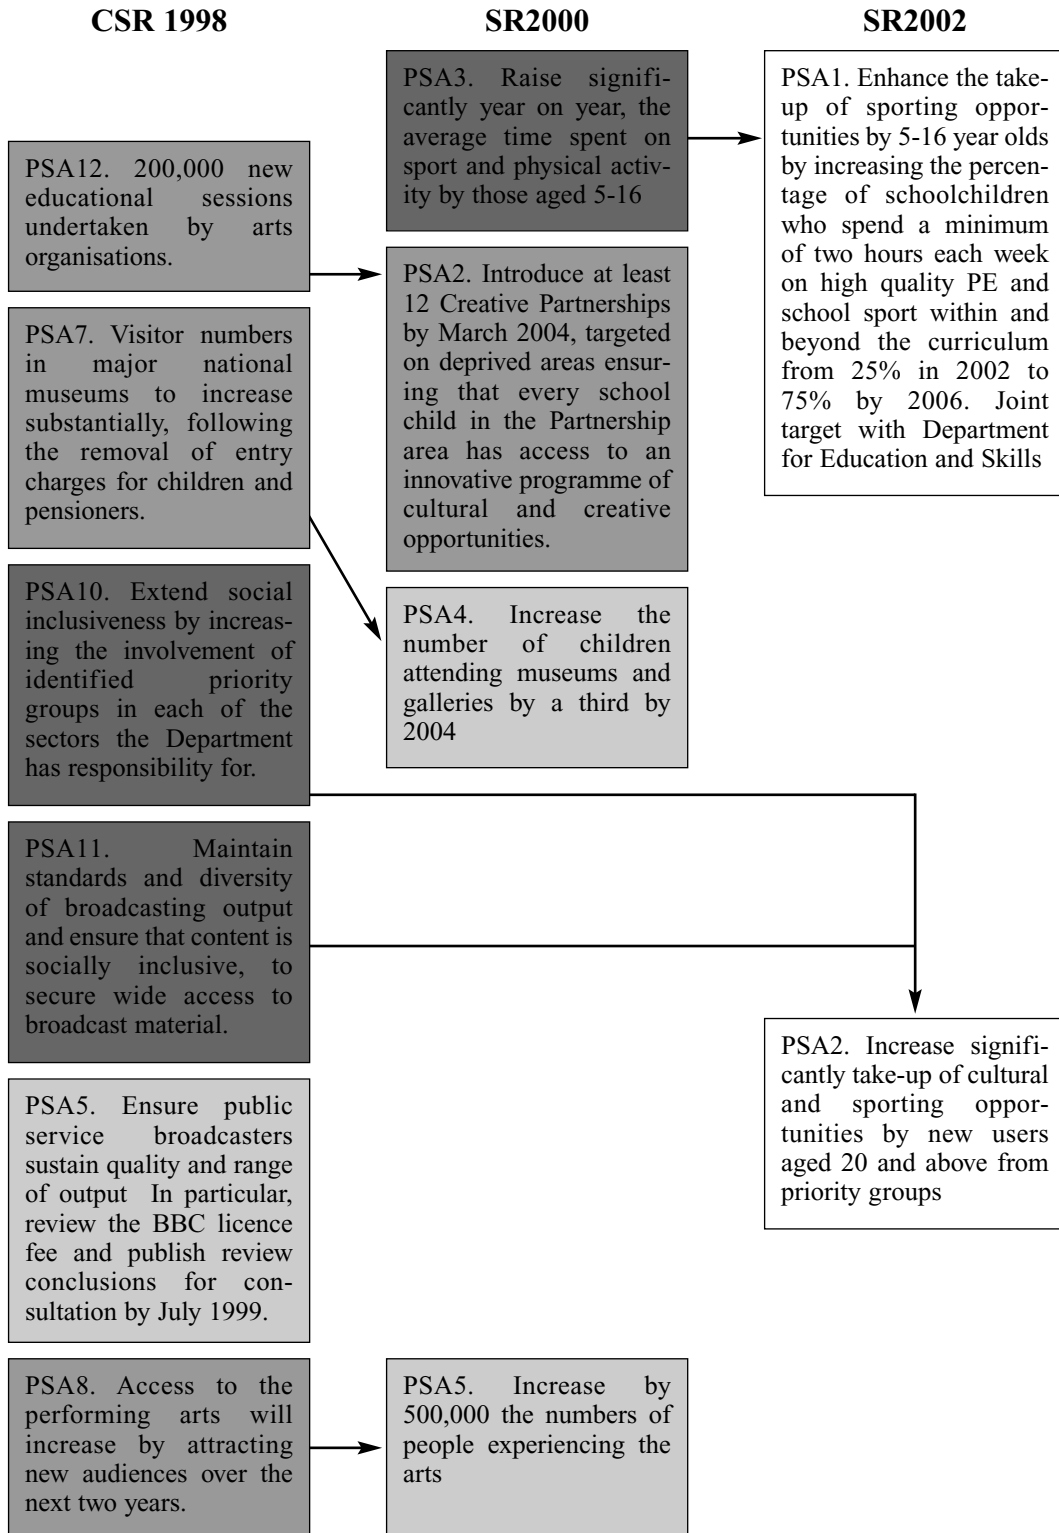 CSR 1998
SR2000
SR2002
PSA12. 200,000 new
educational sessions
undertaken by arts
organisations.
PSA7. Visitor numbers
in major national
museums to increase
substantially, following
the removal of entry
charges for children and
pensioners.
PSA10. Extend social
inclusiveness by increas-
ing the involvement of
identified priority
groups in each of the
sectors the Department
has responsibility for.
PSA11. Maintain
standards and diversity
of broadcasting output
and ensure that content is
socially inclusive, to
secure wide access to
broadcast material.
PSA5. Ensure public
service broadcasters
sustain quality and range
of output In particular,
review the BBC licence
fee and publish review
conclusions for con-
sultation by July 1999.
PSA8. Access to the
performing arts will
increase by attracting
new audiences over the
next two years.
PSA3. Raise signifi-
cantly year on year, the
average time spent on
sport and physical activ-
ity by those aged 5-16
PSA2. Introduce at least
12 Creative Partnerships
by March 2004, targeted
on deprived areas ensur-
ing that every school
child in the Partnership
area has access to an
innovative programme of
cultural and creative
opportunities.
PSA4. Increase the
number of children
attending museums and
galleries by a third by
2004
PSA5. Increase by
500,000 the numbers of
people experiencing the
arts
PSA1. Enhance the take-
up of sporting oppor-
tunities by 5-16 year olds
by increasing the percen-
tage of schoolchildren
who spend a minimum
of two hours each week
on high quality PE and
school sport within and
beyond the curriculum
from 25% in 2002 to
75% by 2006. Joint
target with Department
for Education and Skills
PSA2. Increase signifi-
cantly take-up of cultural
and sporting oppor-
tunities by new users
aged 20 and above from
priority groups